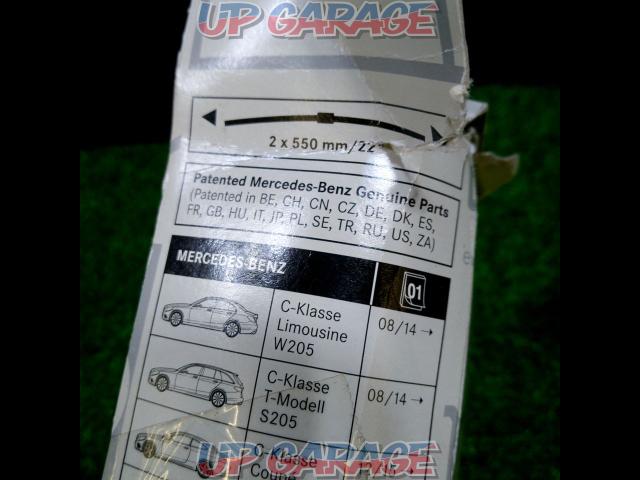 UP GARAGE
2 x 550 mm/22"
Patented Mercedes-Benz Genuine Parts
(Patented in BE, CH, CN, CZ, DE, DK, ES,
FR, GB, HU, IT, JP, PL, SE, TR, RU, US, ZA)
MERCEDES-BENZ
01
C-Klasse
Limousine
W205
08/14 →
C-Klasse
T-Modell
S205
08/14 →
C-Klasse
Coupe
UP GARAGE